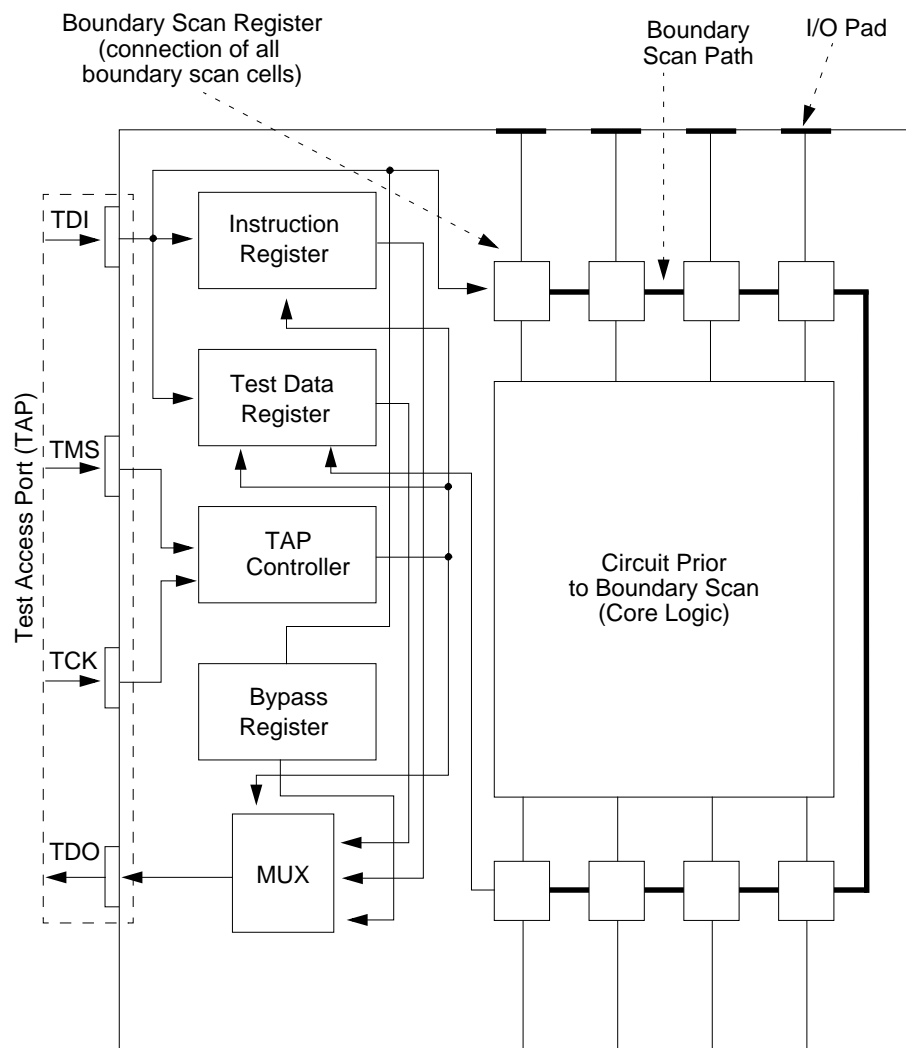 Boundary Scan Register
(connection of all
boundary scan cells)
Boundary
Scan Path
I/O Pad
TDI
Instruction
Register
Test Data
Register
Test Access Port (TAP)
TMS
TAP
Controller
Circuit Prior
to Boundary Scan
(Core Logic)
TCK
Bypass
Register
TDO
MUX